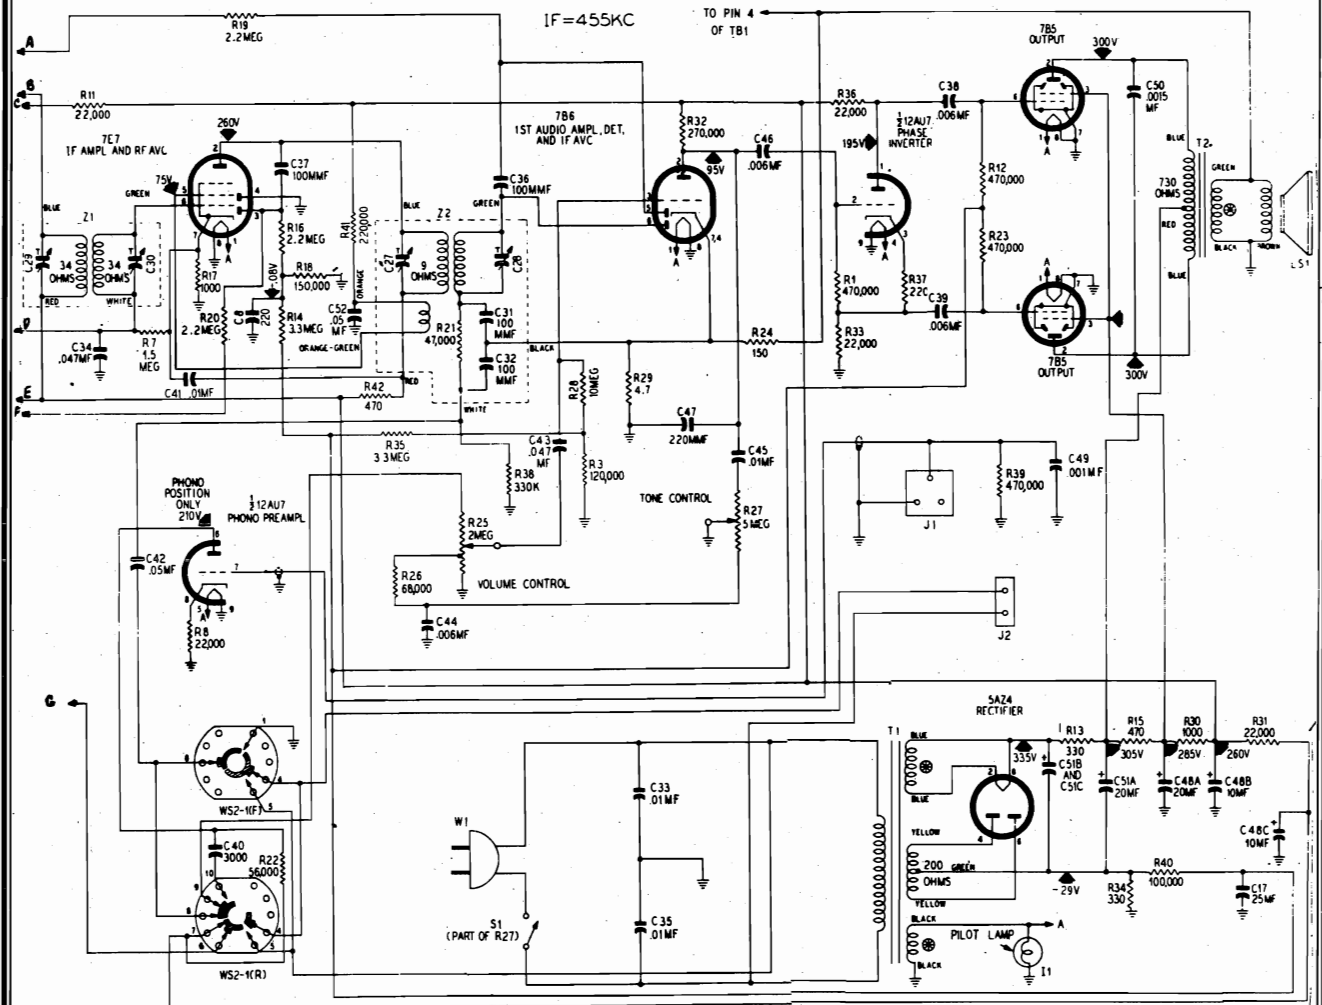 IF=455KC
TO PIN 4
OF TB1
R19
2.2MEG
A
B
C
R11
22,000
7E7
IF AMPL AND RF AVC
260V
75V
GREEN
BLUE
Z1
C29
34
OHMS
34
OHMS
C30
RED
WHITE
D
C34
.047MF
R7
1.5
MEG
C41 .01MF
E
F
C37
100MMF
R16
2.2MEG
R18
150,000
-.08V
R17
1000
R20
2.2MEG
C8
220
R14
3.3MEG
R41
220,000
ORANGE
C52
.05
MF
ORANGE-GREEN
R42
470
R35
3.3MEG
BLUE
Z2
C27
9
OHMS
C28
GREEN
C36
100MMF
R21
47,000
C31
100
MMF
C32
100
MMF
BLACK
RED
WHITE
7B6
1ST AUDIO AMPL, DET,
AND IF AVC
R32
270,000
95V
C46
.006MF
R28
10MEG
R29
4.7
R24
150
C47
220MMF
C43
.047
MF
R3
120,000
R38
330K
C45
.01MF
TONE CONTROL
R27
.5MEG
R25
2MEG
VOLUME CONTROL
R26
68,000
C44
.006MF
R36
22,000
195V
½12AU7
PHASE
INVERTER
C38
.006MF
R1
470,000
R37
220
R33
22,000
C39
.006MF
R12
470,000
R23
470,000
7B5
OUTPUT
300V
C50
.0015
MF
7B5
OUTPUT
300V
BLUE
T2
730
OHMS
RED
BLUE
GREEN
BLACK
BROWN
LS1
J1
R39
470,000
C49
.001MF
J2
PHONO
POSITION
ONLY
210V
½12AU7
PHONO PREAMPL
C42
.05MF
R8
22,000
G
WS2-1(F)
C40
3000
R22
56,000
WS2-1(R)
W1
S1
(PART OF R27)
C33
.01MF
C35
.01MF
T1
BLUE
BLUE
YELLOW
200
OHMS
GREEN
YELLOW
BLACK
BLACK
5AZ4
RECTIFIER
335V
R13
330
C51B
AND
C51C
R15
470
305V
C51A
20MF
R30
1000
285V
C48A
20MF
260V
C48B
10MF
R31
22,000
C48C
10MF
-29V
R34
330
R40
100,000
C17
25MF
PILOT LAMP
A
I1